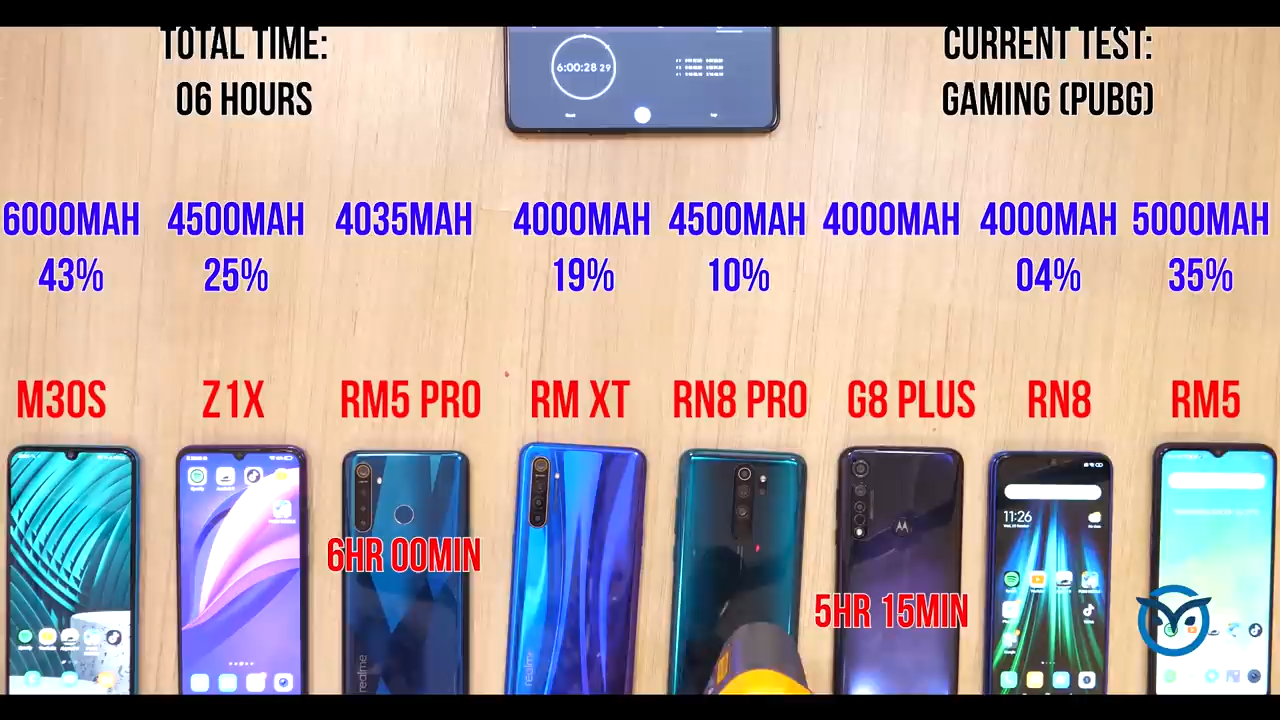 TOTAL TIME:
06 HOURS
CURRENT TEST:
GAMING (PUBG)
6:00:28 29
6000MAH 4500MAH 4035MAH 4000MAH 4500MAH 4000MAH 4000MAH 5000MAH
43% 25% 19% 10% 04% 35%
M30S Z1X RM5 PRO RM XT RN8 PRO G8 PLUS RN8 RM5
11:26
6HR 00MIN
5HR 15MIN
realme
realme